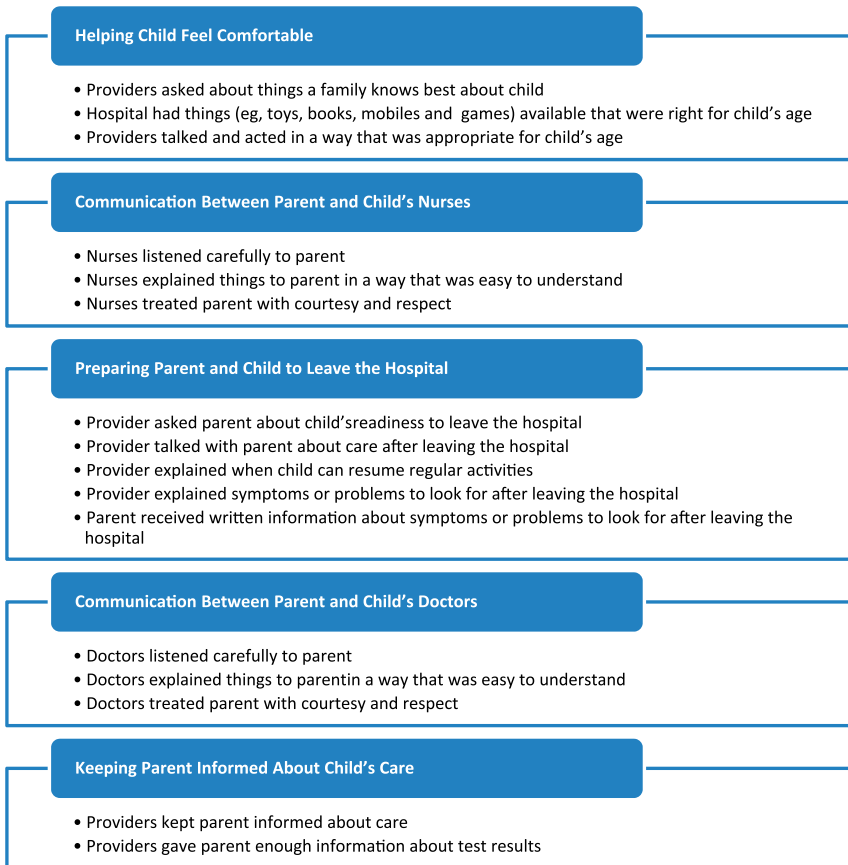 Helping Child Feel Comfortable
• Providers asked about things a family knows best about child
• Hospital had things (eg, toys, books, mobiles and  games) available that were right for child’s age
• Providers talked and acted in a way that was appropriate for child’s age
Communication Between Parent and Child’s Nurses
• Nurses listened carefully to parent
• Nurses explained things to parent in a way that was easy to understand
• Nurses treated parent with courtesy and respect
Preparing Parent and Child to Leave the Hospital
• Provider asked parent about child’sreadiness to leave the hospital
• Provider talked with parent about care after leaving the hospital
• Provider explained when child can resume regular activities
• Provider explained symptoms or problems to look for after leaving the hospital
• Parent received written information about symptoms or problems to look for after leaving the
hospital
Communication Between Parent and Child’s Doctors
• Doctors listened carefully to parent
• Doctors explained things to parentin a way that was easy to understand
• Doctors treated parent with courtesy and respect
Keeping Parent Informed About Child’s Care
• Providers kept parent informed about care
• Providers gave parent enough information about test results